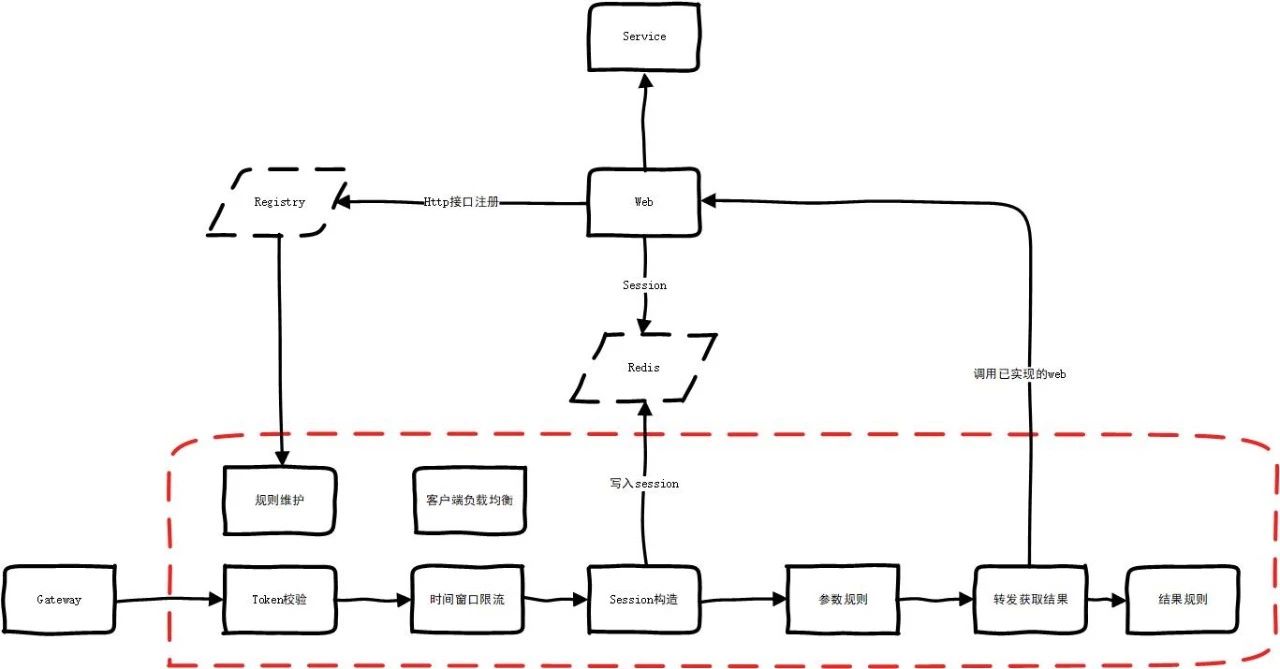 Service
Registry
Http接口注册
Web
Session
Redis
调用已实现的web
写入session
规则维护
客户端负载均衡
Gateway
Token校验
时间窗口限流
Session构造
参数规则
转发获取结果
结果规则